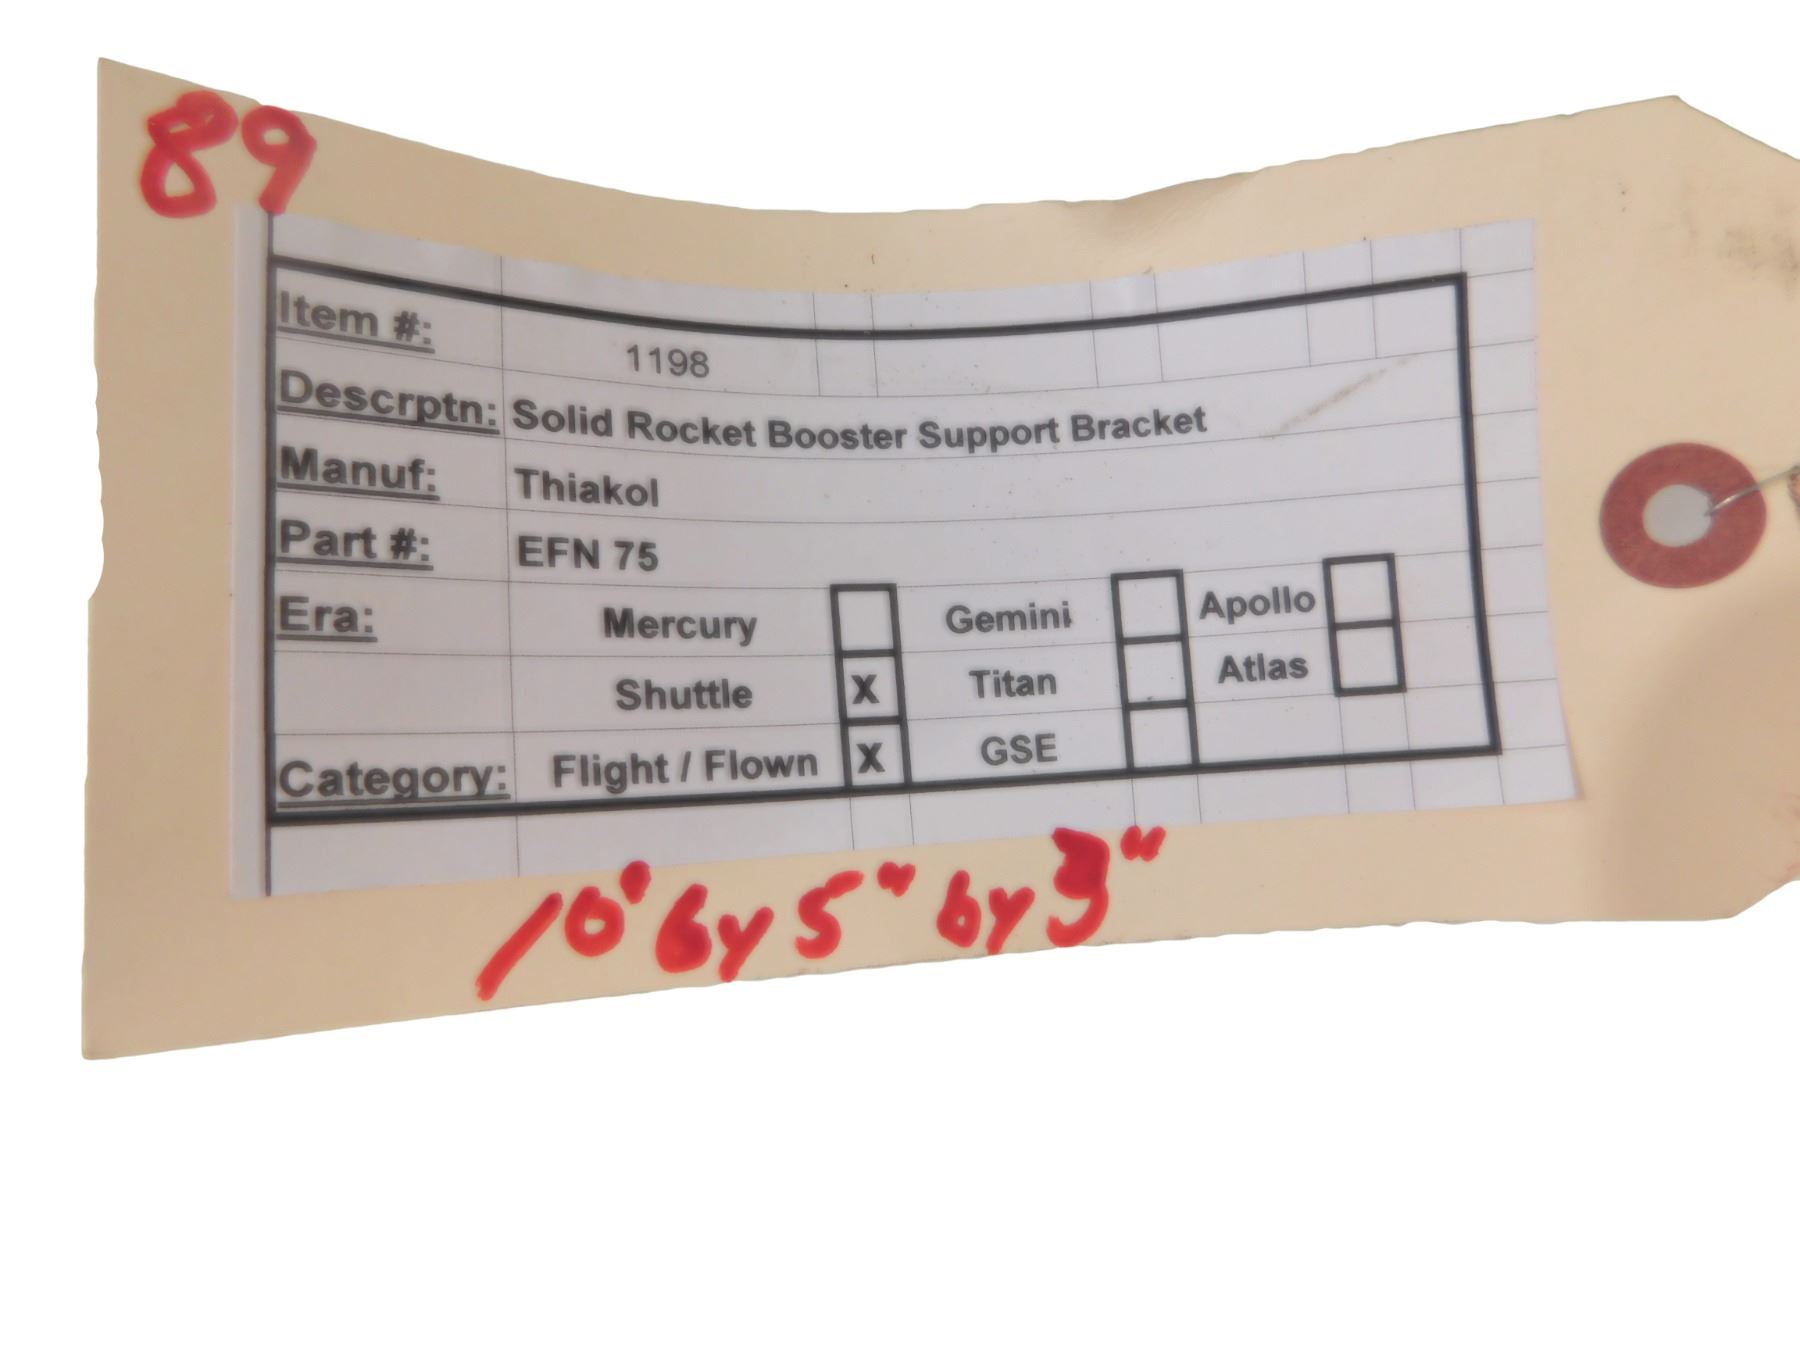 89
Item #: 1198
Descrptn: Solid Rocket Booster Support Bracket
Manuf: Thiakol
Part #: EFN 75
Era: Mercury Gemini Apollo
Shuttle X Titan Atlas
Category: Flight / Flown X GSE
10" by 5" by 3"